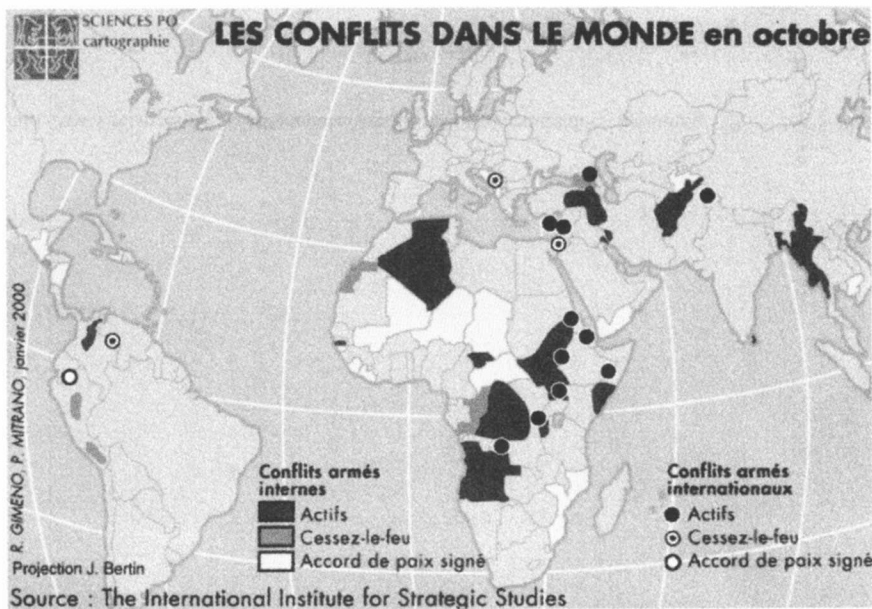 SCIENCES PO
cartographie
LES CONFLITS DANS LE MONDE en octobre
R. GIMENO, P. MITRANO, janvier 2000
Conflits armés
internes
Actifs
Cessez-le-feu
Accord de paix signé
Conflits armés
internationaux
Actifs
Cessez-le-feu
Accord de paix signé
Projection J. Bertin
Source : The International Institute for Strategic Studies